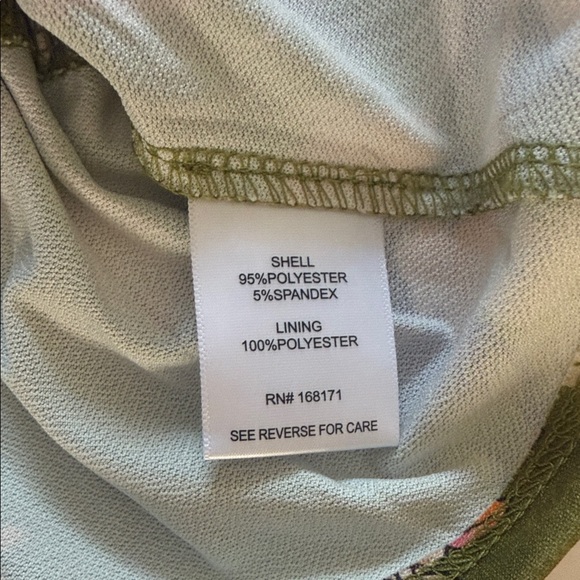 SHELL
95%POLYESTER
5%SPANDEX
LINING
100%POLYESTER
RN# 168171
SEE REVERSE FOR CARE